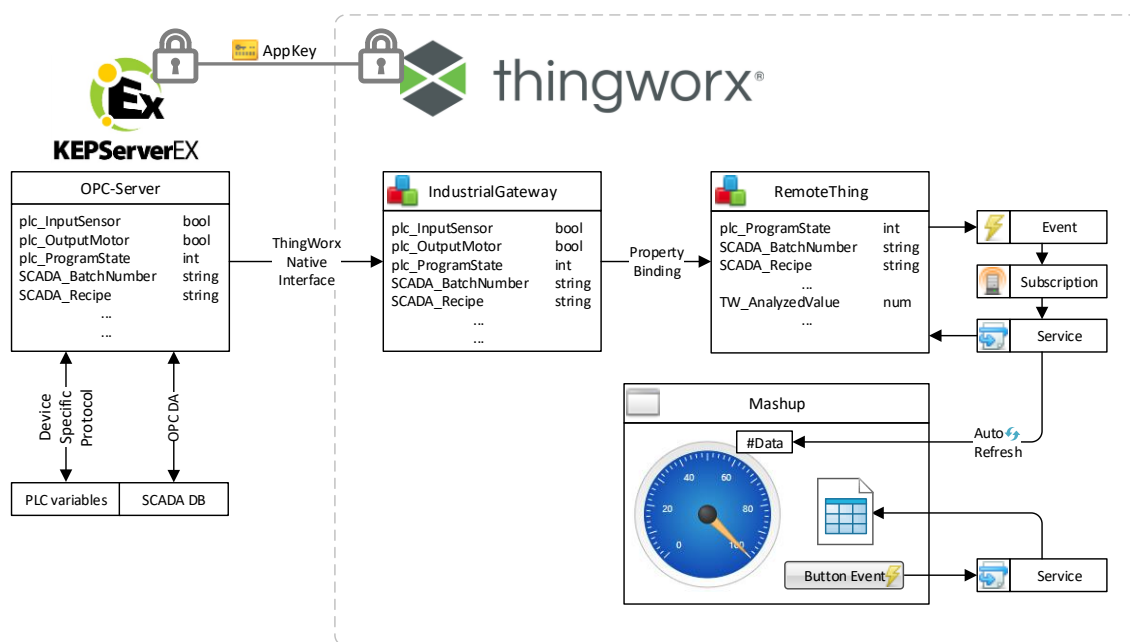 AppKey
thingworx®
Ex
KEPServerEX
OPC-Server
plc_InputSensor bool
plc_OutputMotor bool
plc_ProgramState int
SCADA_BatchNumber string
SCADA_Recipe string
...
...
ThingWorx
Native
Interface
IndustrialGateway
plc_InputSensor bool
plc_OutputMotor bool
plc_ProgramState int
SCADA_BatchNumber string
SCADA_Recipe string
...
...
Property
Binding
RemoteThing
plc_ProgramState int
SCADA_BatchNumber string
SCADA_Recipe string
...
TW_AnalyzedValue num
...
Event
Subscription
Service
Device
Specific
Protocol
OPC DA
PLC variables
SCADA DB
Mashup
#Data
Auto
Refresh
0
20
40
60
80
100
Button Event
Service